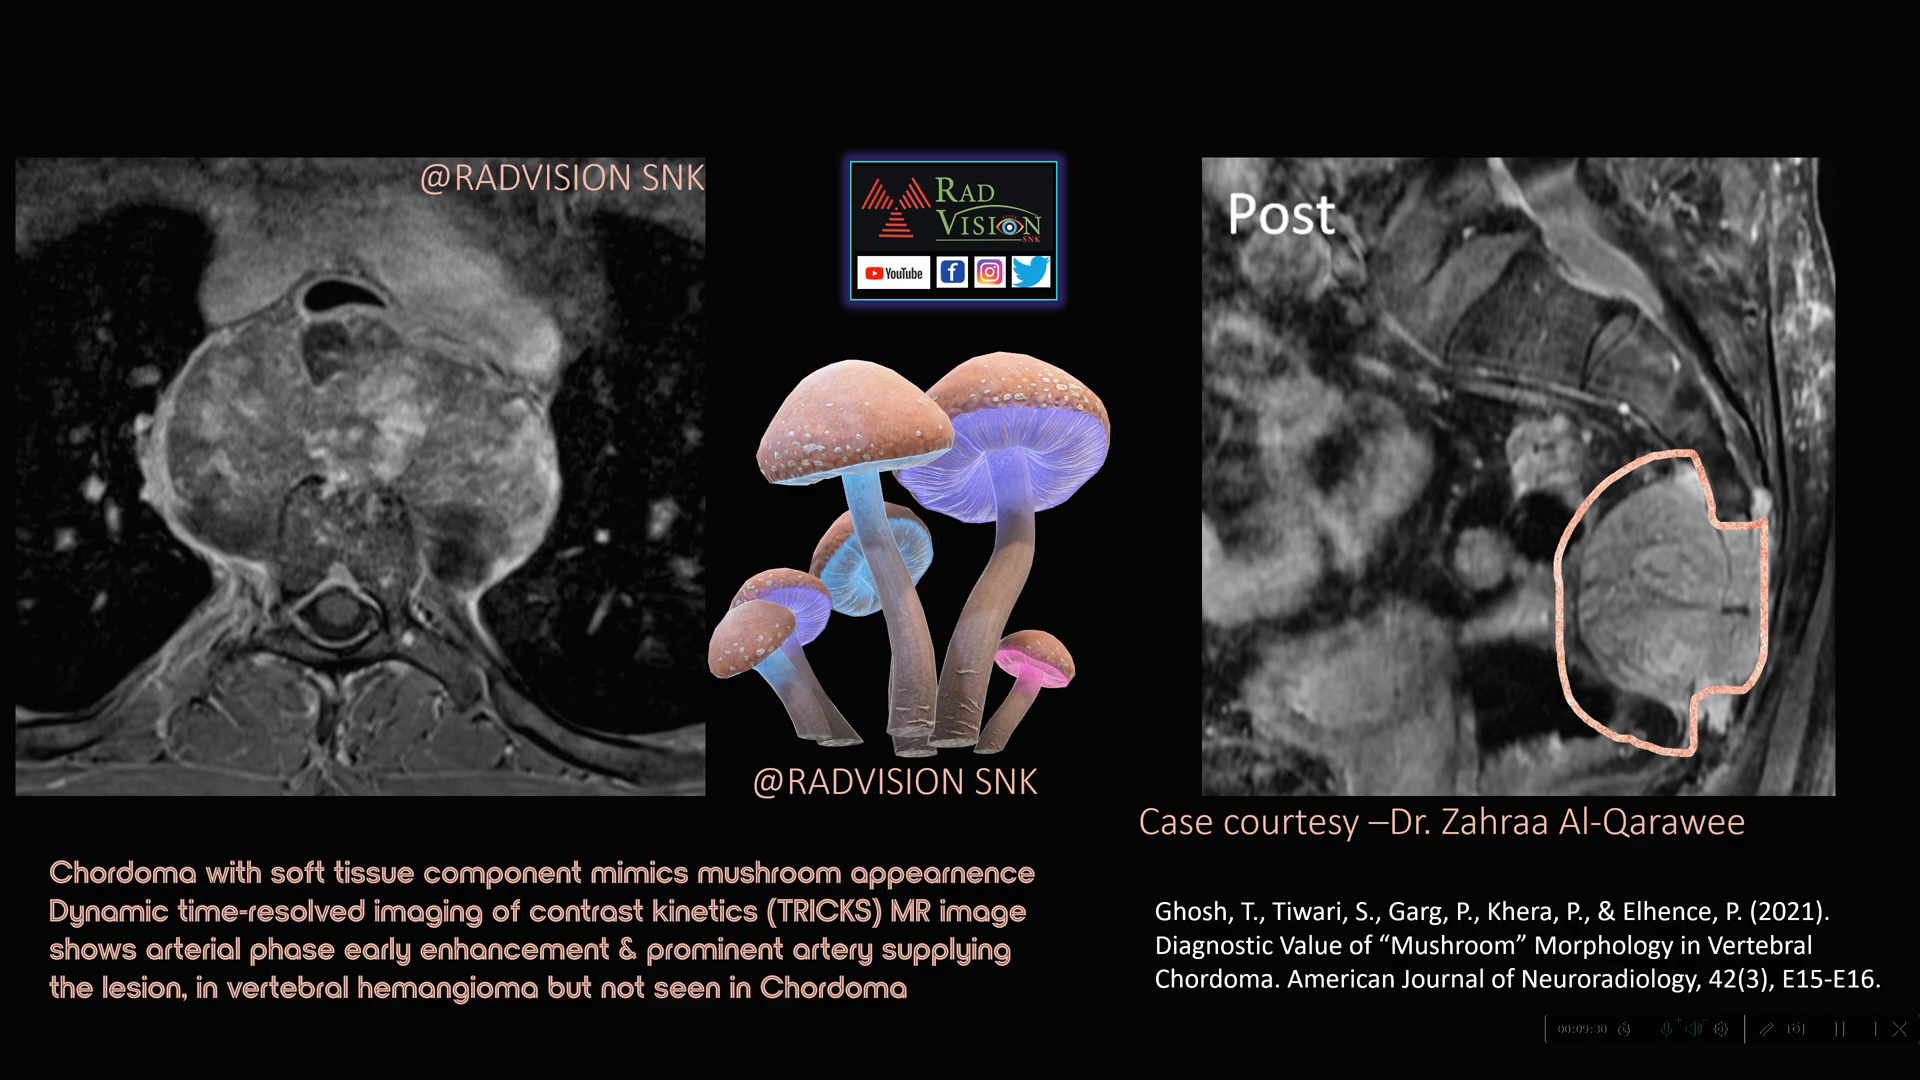 @RADVISION SNK
RAD
VISION
SNK
YouTube
Post
@RADVISION SNK
Case courtesy –Dr. Zahraa Al-Qarawee
Chordoma with soft tissue component mimics mushroom appearnence
Dynamic time-resolved imaging of contrast kinetics (TRICKS) MR image
shows arterial phase early enhancement & prominent artery supplying
the lesion, in vertebral hemangioma but not seen in Chordoma
Ghosh, T., Tiwari, S., Garg, P., Khera, P., & Elhence, P. (2021).
Diagnostic Value of “Mushroom” Morphology in Vertebral
Chordoma. American Journal of Neuroradiology, 42(3), E15-E16.
00:09:30